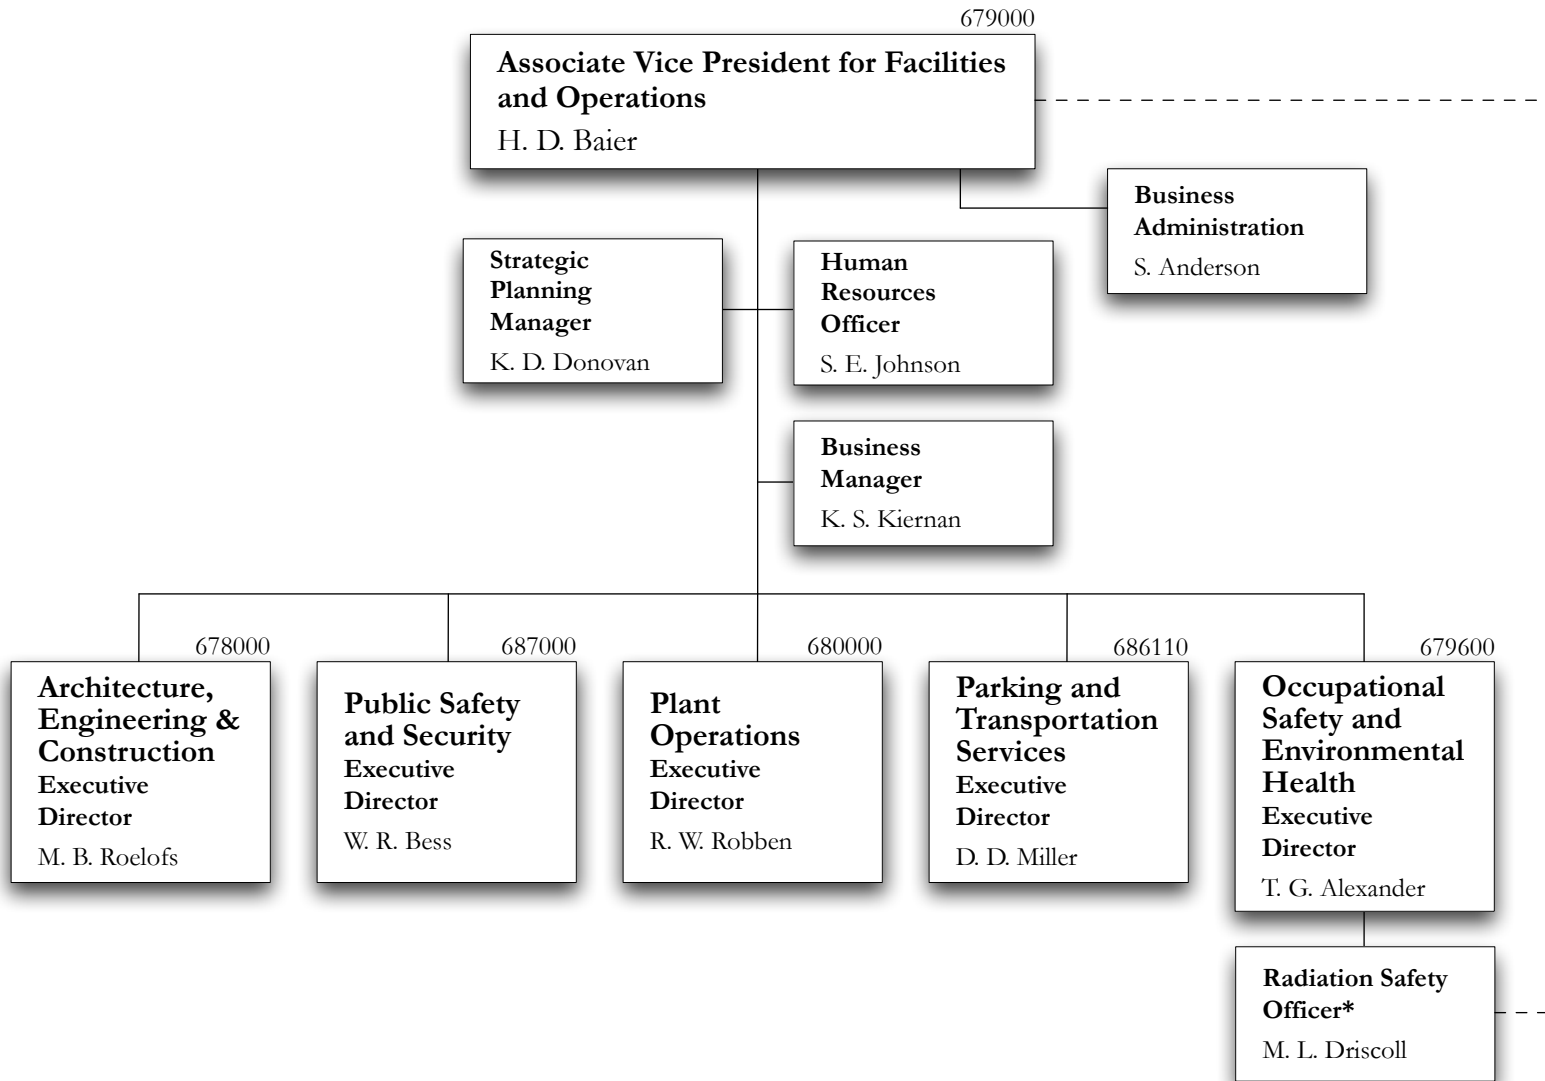 679000
Associate Vice President for Facilities
and Operations
H. D. Baier
Business
Administration
S. Anderson
Strategic
Planning
Manager
K. D. Donovan
Human
Resources
Officer
S. E. Johnson
Business
Manager
K. S. Kiernan
678000
Architecture,
Engineering &
Construction
Executive
Director
M. B. Roelofs
687000
Public Safety
and Security
Executive
Director
W. R. Bess
680000
Plant
Operations
Executive
Director
R. W. Robben
686110
Parking and
Transportation
Services
Executive
Director
D. D. Miller
679600
Occupational
Safety and
Environmental
Health
Executive
Director
T. G. Alexander
Radiation Safety
Officer*
M. L. Driscoll